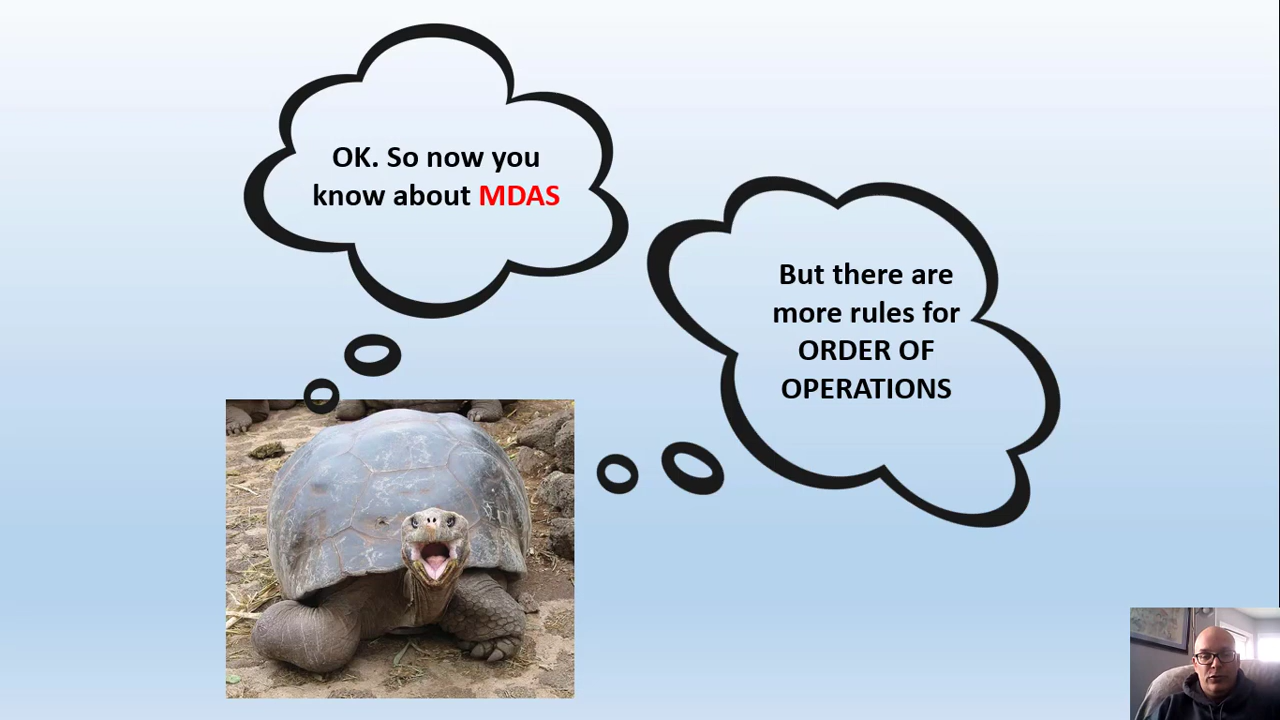 OK. So now you
know about MDAS
But there are
more rules for
ORDER OF
OPERATIONS